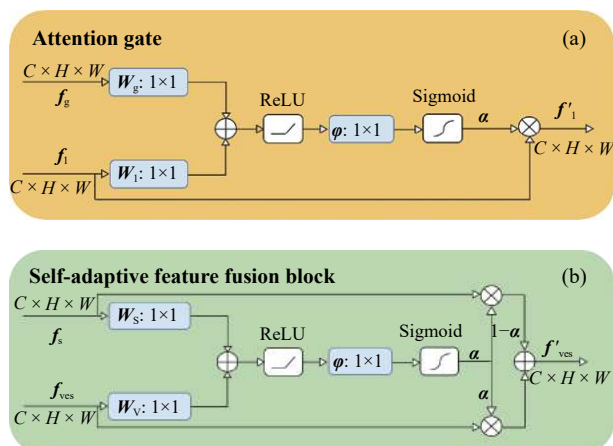 Attention gate
(a)
C × H × W
f_g
W_g: 1×1
ReLU
φ: 1×1
Sigmoid
α
f′_1
C × H × W
f_1
C × H × W
W_1: 1×1
Self-adaptive feature fusion block
(b)
C × H × W
f_s
W_S: 1×1
ReLU
φ: 1×1
Sigmoid
α
1−α
α
f′_ves
C × H × W
f_ves
C × H × W
W_V: 1×1